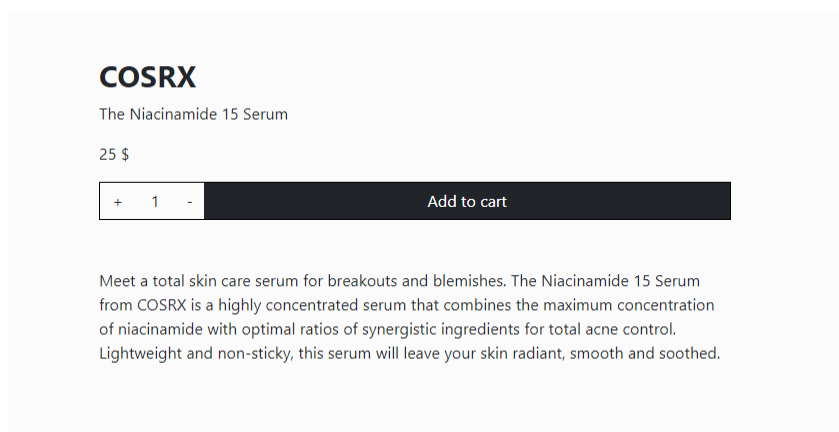 COSRX
The Niacinamide 15 Serum
25 $
+ 1 - Add to cart
Meet a total skin care serum for breakouts and blemishes. The Niacinamide 15 Serum
from COSRX is a highly concentrated serum that combines the maximum concentration
of niacinamide with optimal ratios of synergistic ingredients for total acne control.
Lightweight and non-sticky, this serum will leave your skin radiant, smooth and soothed.